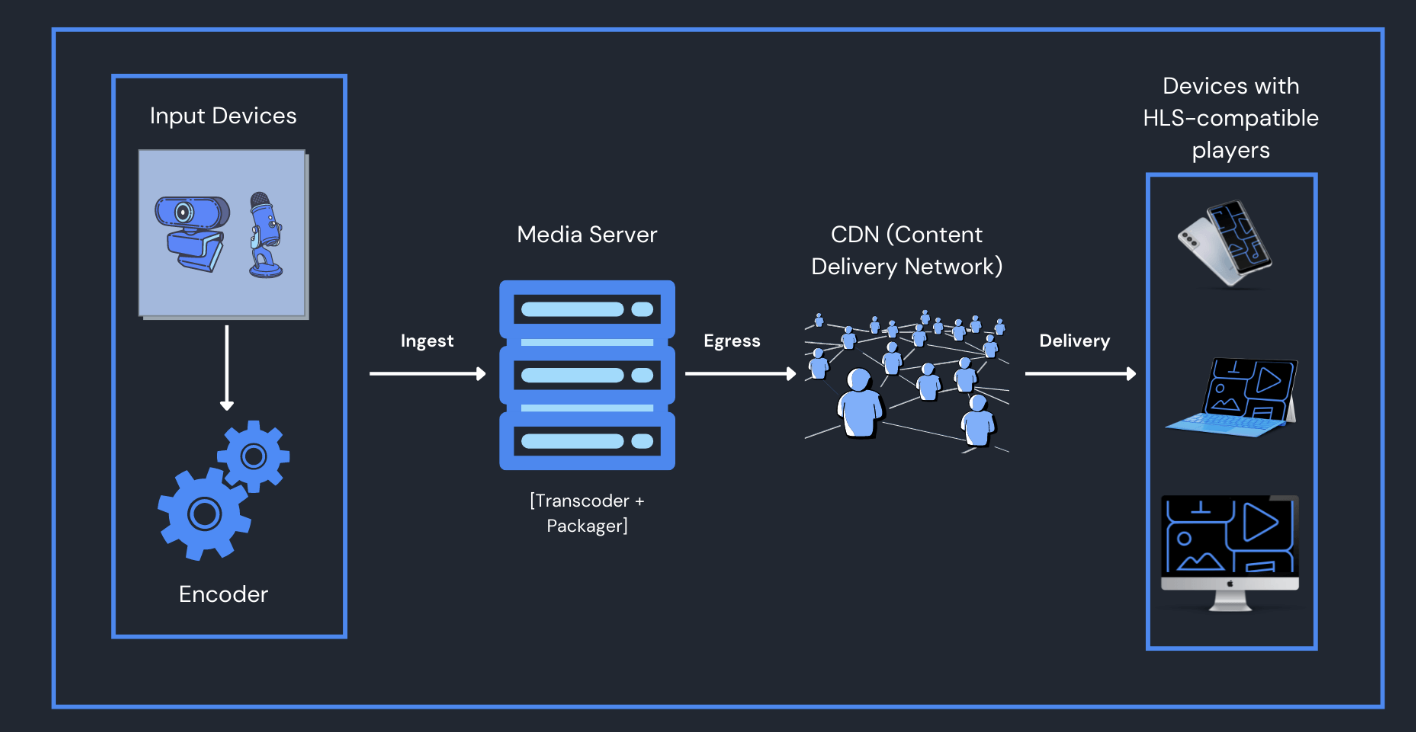 Input Devices
Encoder
Ingest
Media Server
[Transcoder +
Packager]
Egress
CDN (Content
Delivery Network)
Delivery
Devices with
HLS-compatible
players